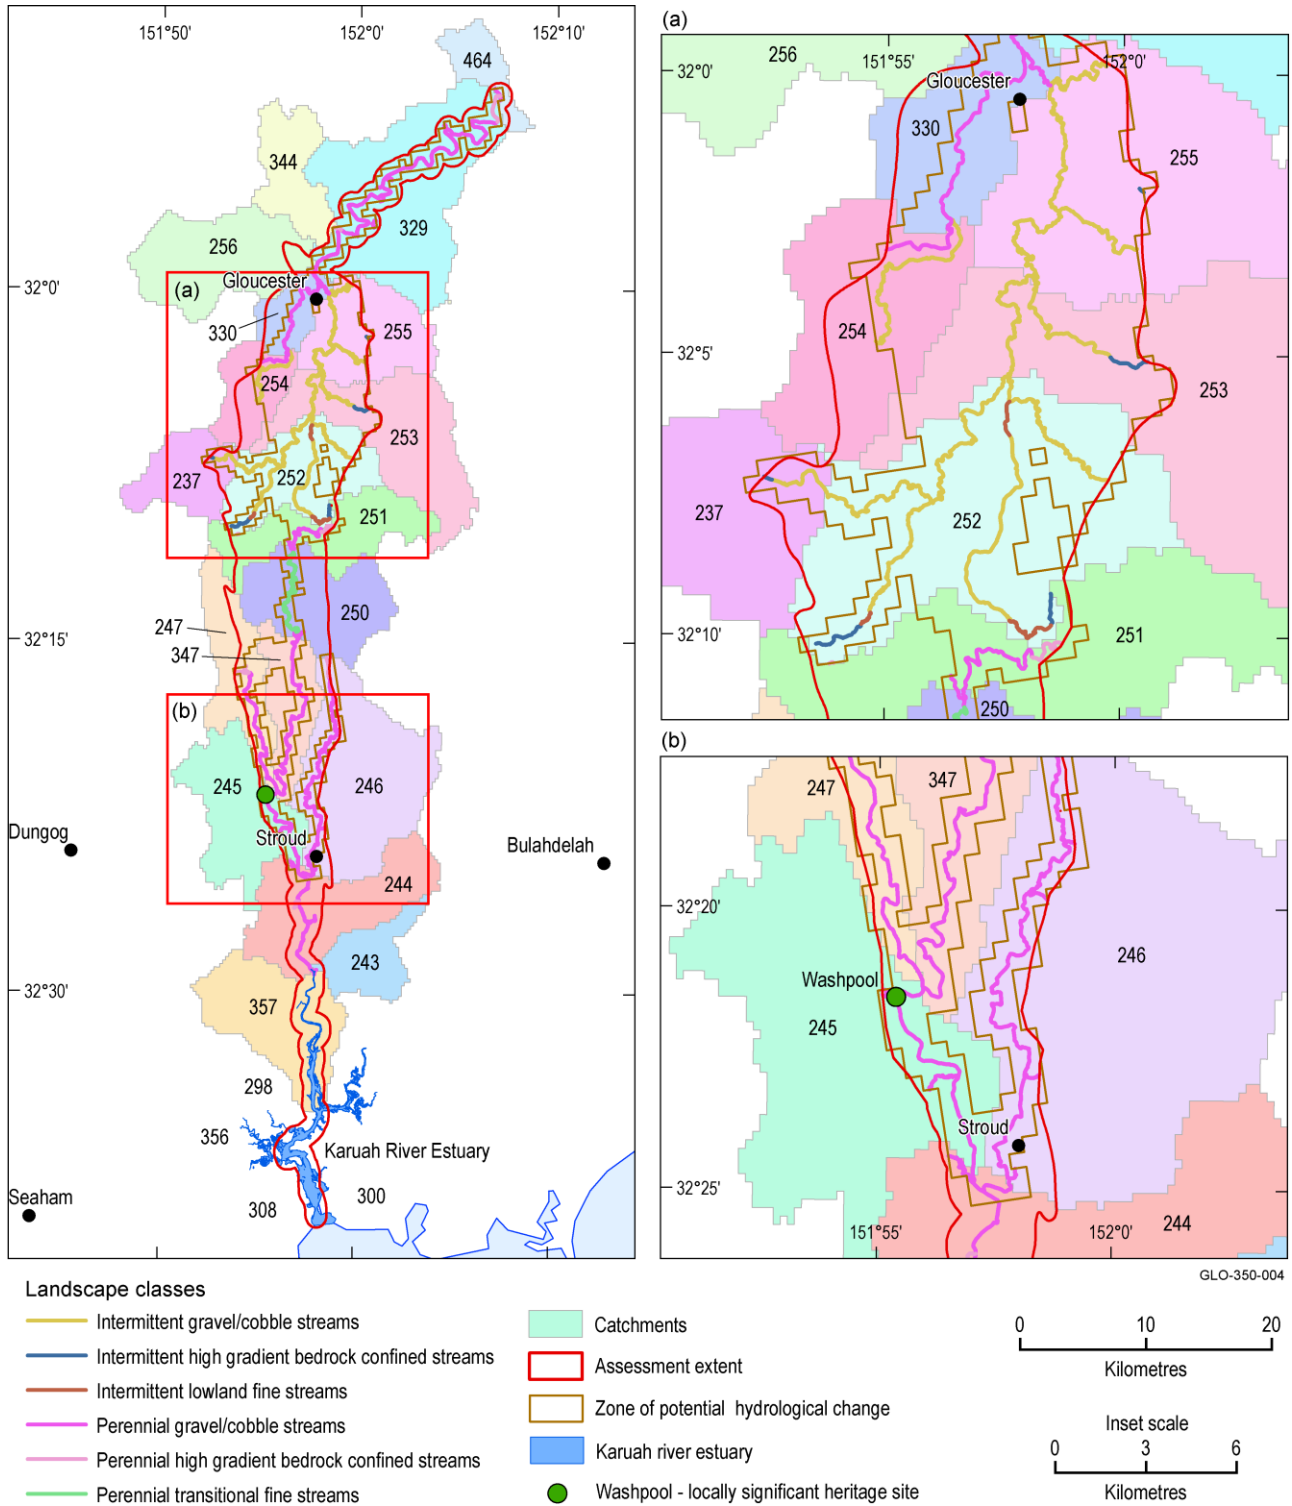 151°50'
152°0'
152°10'
464
344
329
256
32°0'
(a)
Gloucester
330
255
254
253
237
252
251
250
247
32°15'
347
(b)
245
246
Dungog
Stroud
Bulahdelah
244
243
32°30'
357
298
356
Karuah River Estuary
Seaham
300
308
(a)
256
151°55'
152°0'
32°0'
Gloucester
330
255
32°5'
254
253
237
252
32°10'
251
250
(b)
247
347
32°20'
246
Washpool
245
Stroud
32°25'
151°55'
152°0'
244
GLO-350-004
Landscape classes
Intermittent gravel/cobble streams
Intermittent high gradient bedrock confined streams
Intermittent lowland fine streams
Perennial gravel/cobble streams
Perennial high gradient bedrock confined streams
Perennial transitional fine streams
Catchments
Assessment extent
Zone of potential hydrological change
Karuah river estuary
Washpool - locally significant heritage site
0 10 20
Kilometres
Inset scale
0 3 6
Kilometres